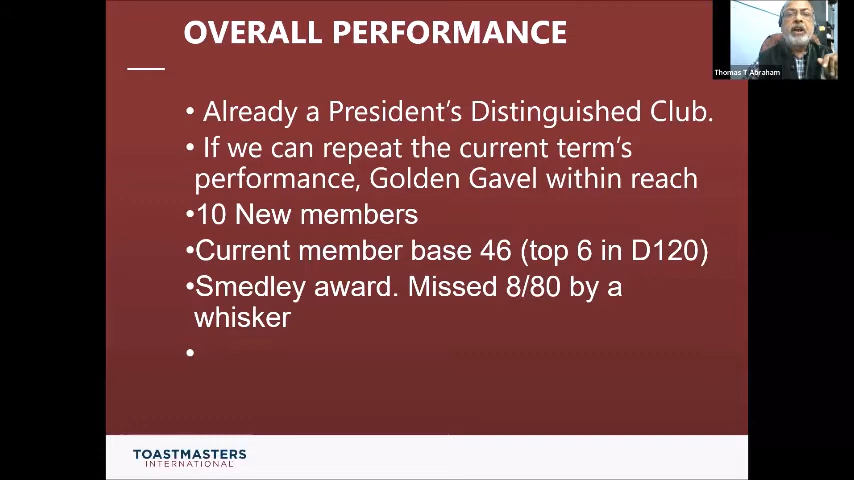 OVERALL PERFORMANCE
Thomas T Abraham
• Already a President's Distinguished Club.
• If we can repeat the current term's
performance, Golden Gavel within reach
•10 New members
•Current member base 46 (top 6 in D120)
•Smedley award. Missed 8/80 by a
whisker
•
TOASTMASTERS
INTERNATIONAL